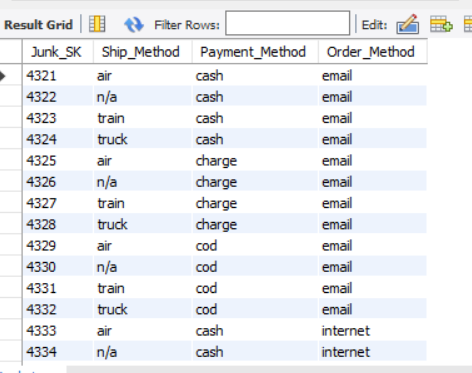 Result Grid Filter Rows: Edit:
Junk_SK Ship_Method Payment_Method Order_Method
4321 air cash email
4322 n/a cash email
4323 train cash email
4324 truck cash email
4325 air charge email
4326 n/a charge email
4327 train charge email
4328 truck charge email
4329 air cod email
4330 n/a cod email
4331 train cod email
4332 truck cod email
4333 air cash internet
4334 n/a cash internet